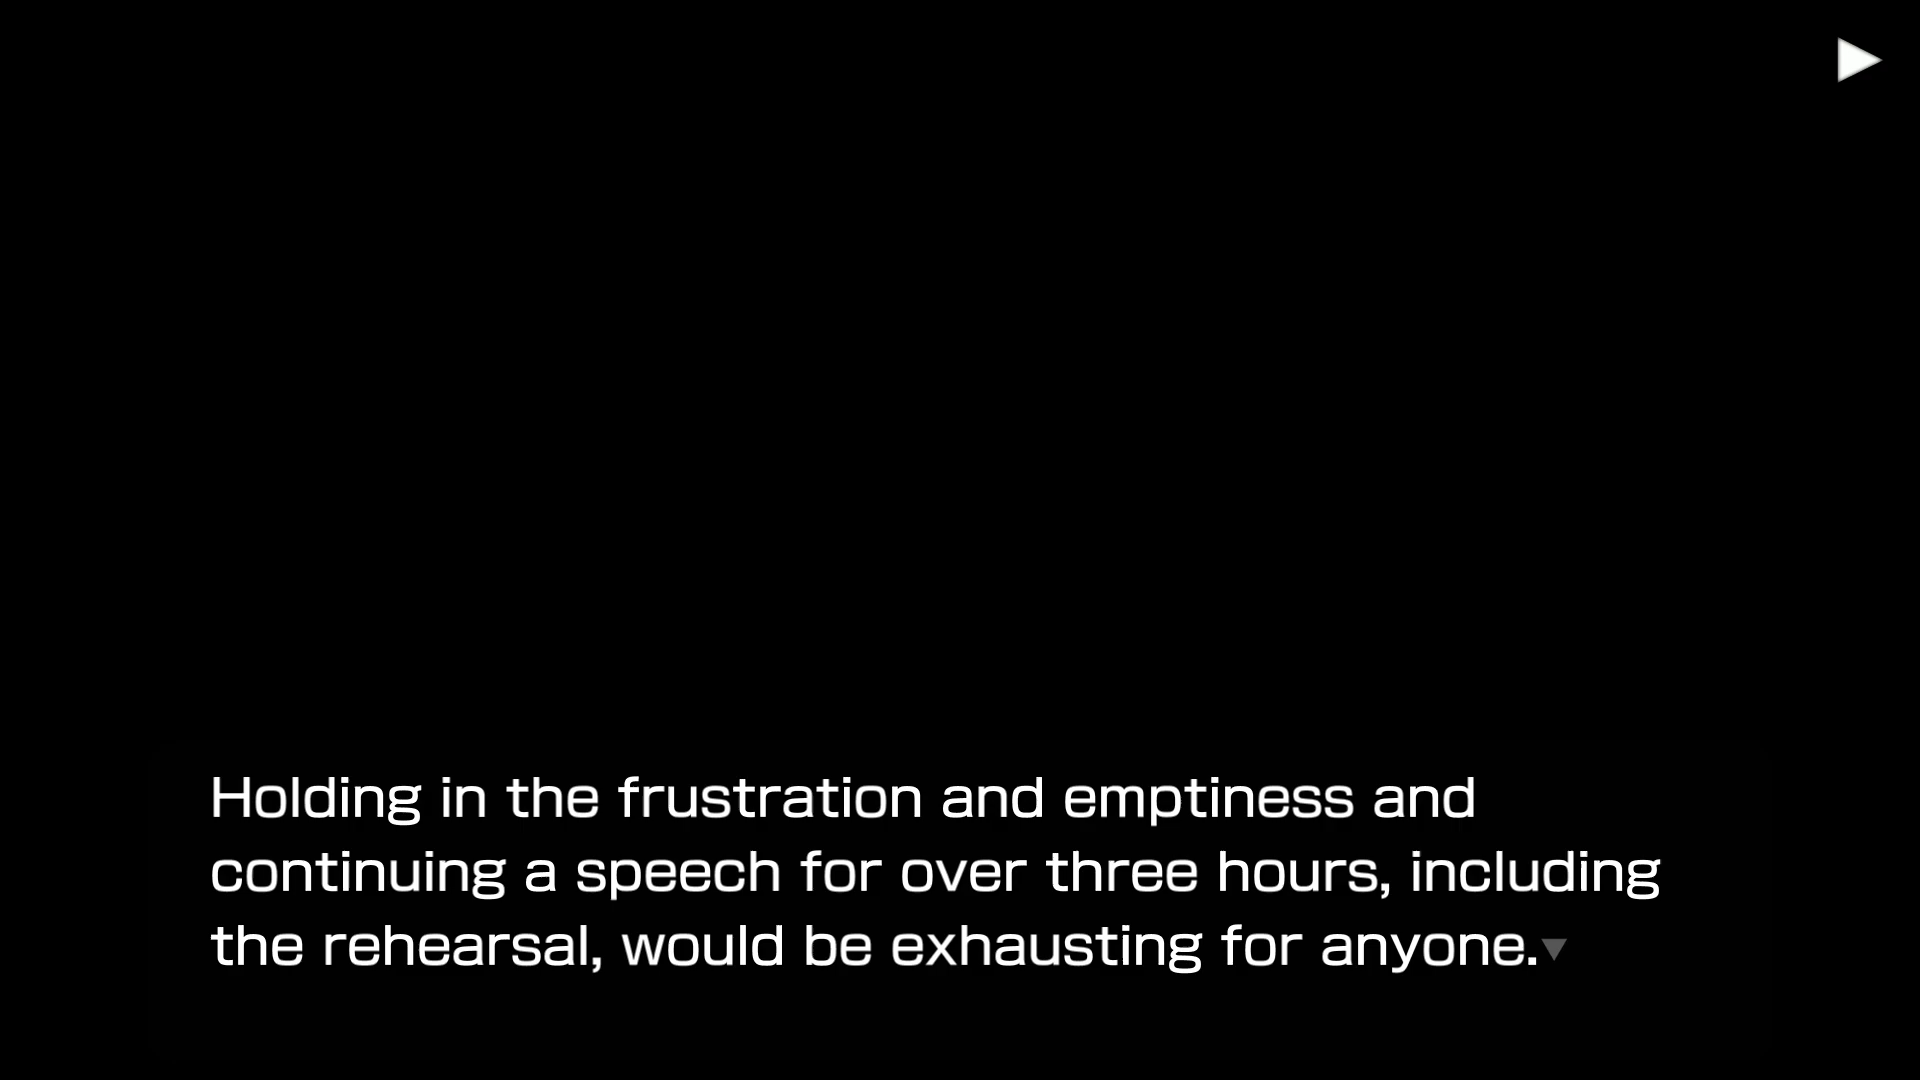 Holding in the frustration and emptiness and
continuing a speech for over three hours, including
the rehearsal, would be exhausting for anyone.